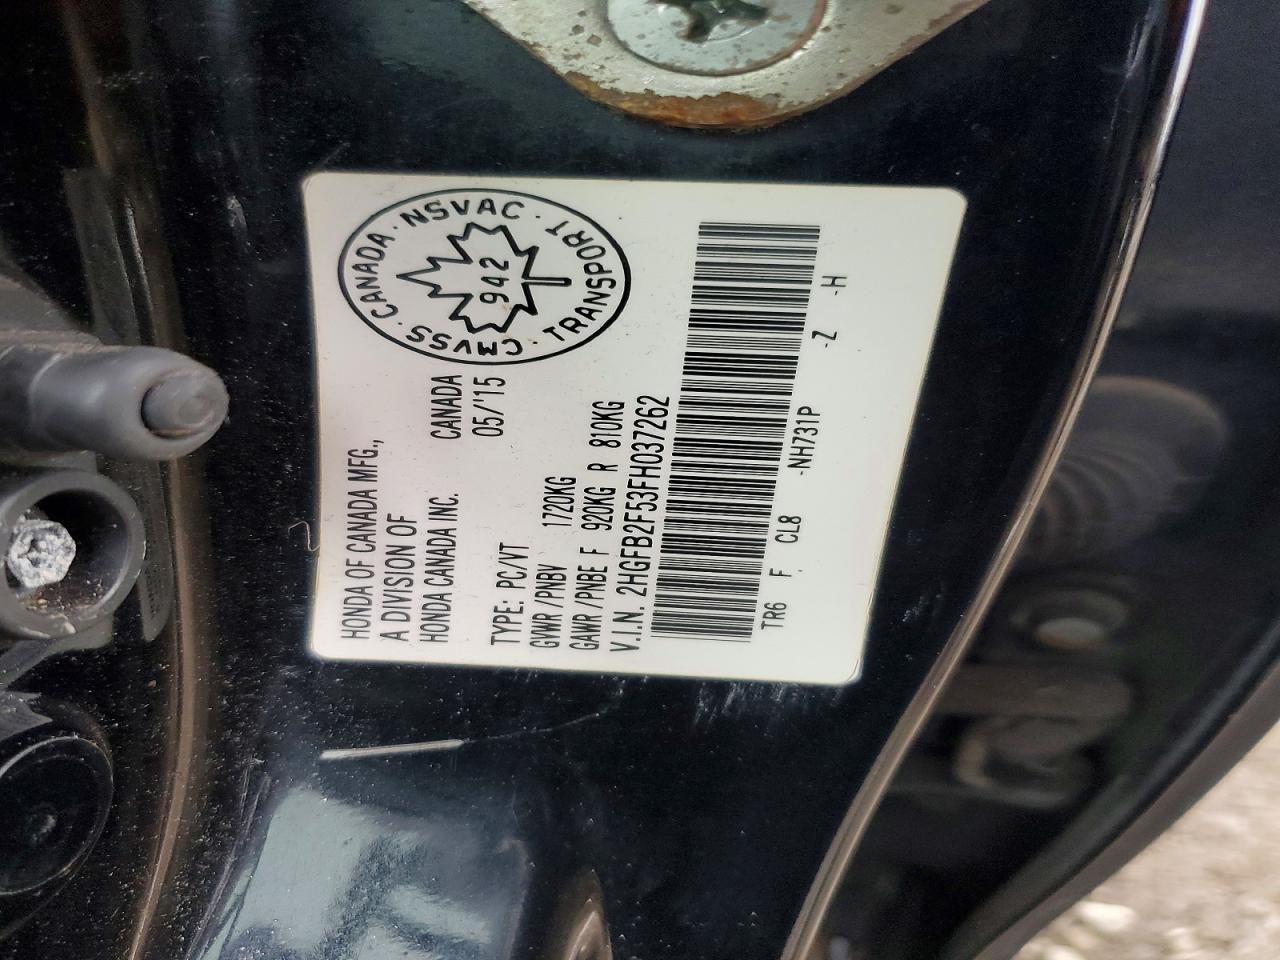 HONDA OF CANADA MFG.,
A DIVISION OF
HONDA CANADA INC.
CANADA
05/'15
CMVSS · CANADA · NSVAC · TRANSPORT ·
942
TYPE: PC/VT
GVWR /PNBV 1720KG
GAWR /PNBE F 920KG R 810KG
V.I.N. 2HGFB2F53FH037262
TR6 F CL8 -NH731P -Z -H